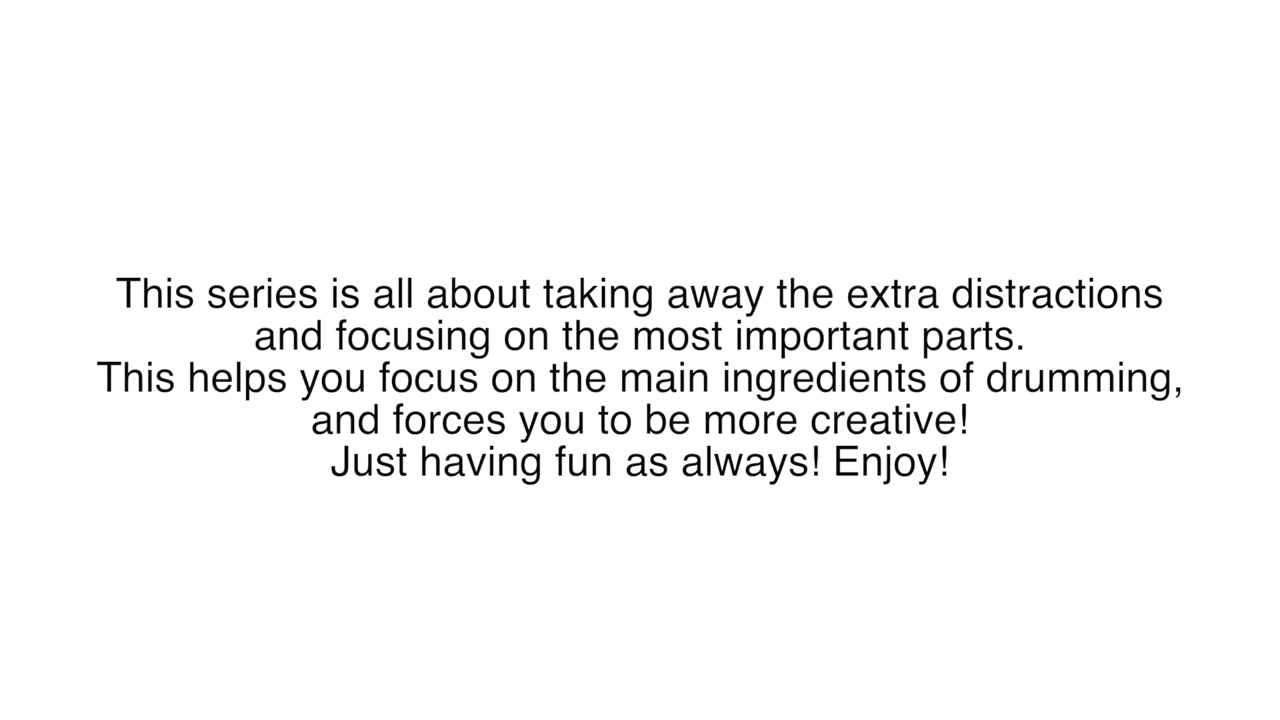 This series is all about taking away the extra distractions
and focusing on the most important parts.
This helps you focus on the main ingredients of drumming,
and forces you to be more creative!
Just having fun as always! Enjoy!